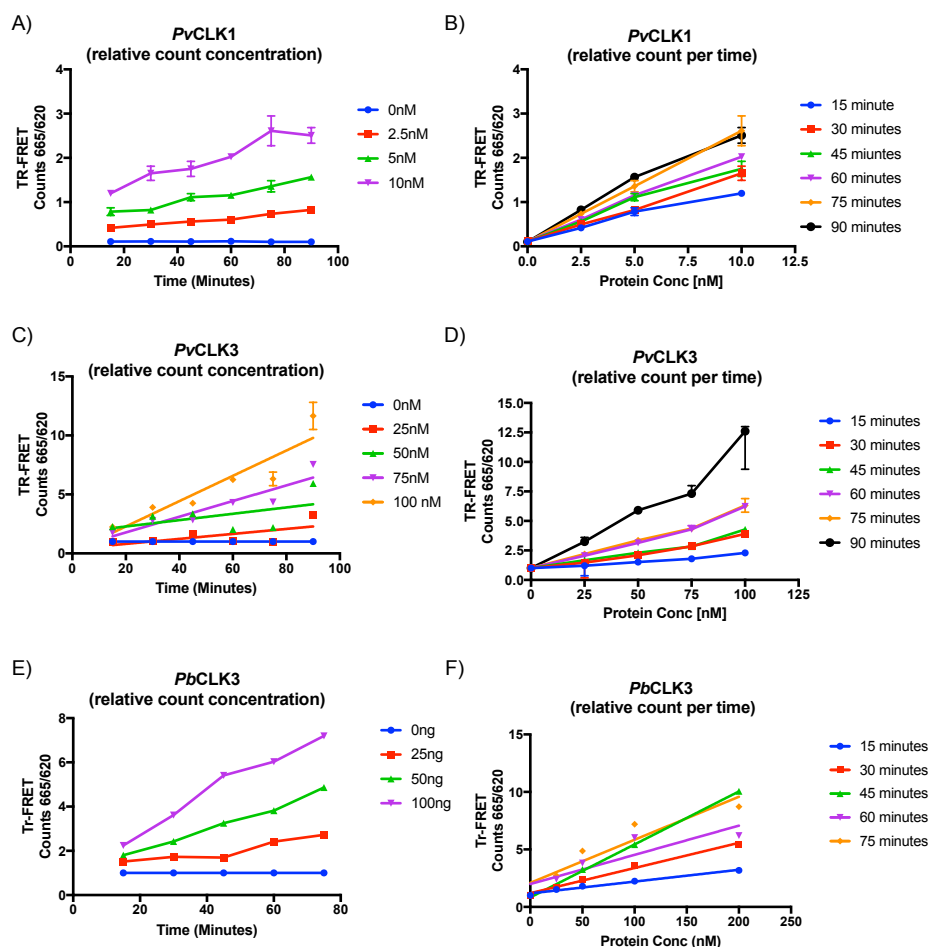 A)
PvCLK1
(relative count concentration)
TR-FRET
Counts 665/620
4
3
2
1
0
0 20 40 60 80 100
Time (Minutes)
0nM
2.5nM
5nM
10nM
B)
PvCLK1
(relative count per time)
TR-FRET
Counts 665/620
4
3
2
1
0
0.0 2.5 5.0 7.5 10.0 12.5
Protein Conc [nM]
15 minute
30 minutes
45 miuntes
60 minutes
75 minutes
90 minutes
C)
PvCLK3
(relative count concentration)
TR-FRET
Counts 665/620
15
10
5
0
0 20 40 60 80 100
Time (Minutes)
0nM
25nM
50nM
75nM
100 nM
D)
PvCLK3
(relative count per time)
TR-FRET
Counts 665/620
15.0
12.5
10.0
7.5
5.0
2.5
0.0
0 25 50 75 100 125
Protein Conc [nM]
15 minutes
30 minutes
45 minutes
60 minutes
75 minutes
90 minutes
E)
PbCLK3
(relative count concentration)
Tr-FRET
Counts 665/620
8
6
4
2
0
0 20 40 60 80
Time (Minutes)
0ng
25ng
50ng
100ng
F)
PbCLK3
(relative count per time)
Tr-FRET
Counts 665/620
15
10
5
0
0 50 100 150 200 250
Protein Conc (nM)
15 minutes
30 minutes
45 minutes
60 minutes
75 minutes